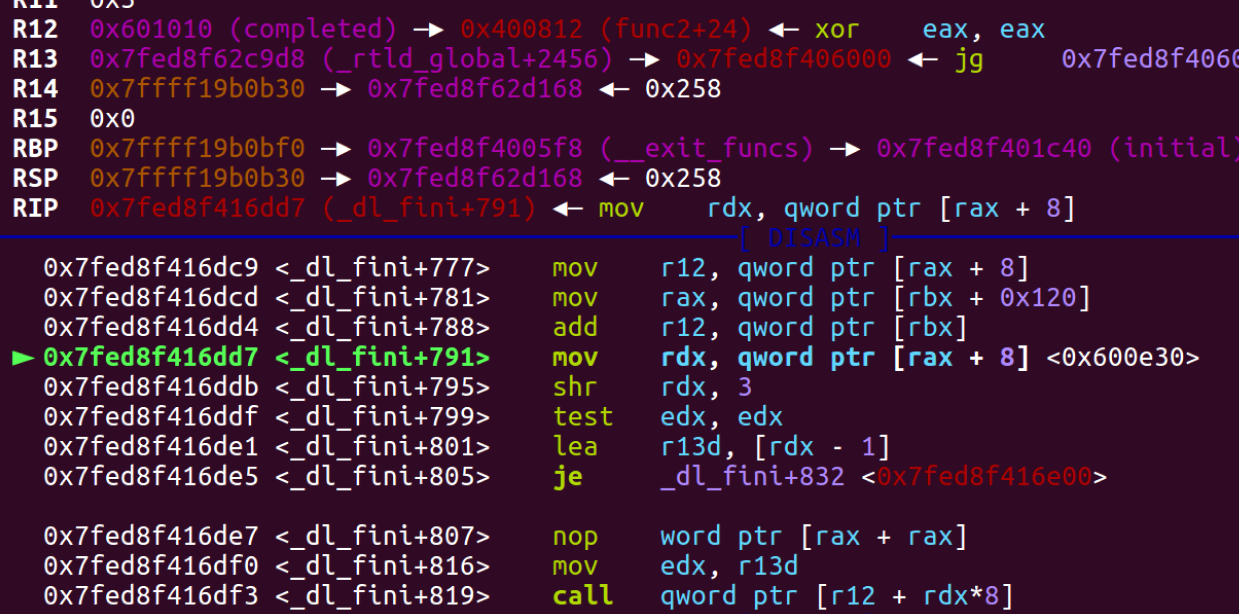 R11 0x3
R12 0x601010 (completed) —▸ 0x400812 (func2+24) ◂— xor eax, eax
R13 0x7fed8f62c9d8 (_rtld_global+2456) —▸ 0x7fed8f406000 ◂— jg 0x7fed8f4060
R14 0x7ffff19b0b30 —▸ 0x7fed8f62d168 ◂— 0x258
R15 0x0
RBP 0x7ffff19b0bf0 —▸ 0x7fed8f4005f8 (__exit_funcs) —▸ 0x7fed8f401c40 (initial)
RSP 0x7ffff19b0b30 —▸ 0x7fed8f62d168 ◂— 0x258
RIP 0x7fed8f416dd7 (_dl_fini+791) ◂— mov rdx, qword ptr [rax + 8]
[ DISASM ]
0x7fed8f416dc9 <_dl_fini+777> mov r12, qword ptr [rax + 8]
0x7fed8f416dcd <_dl_fini+781> mov rax, qword ptr [rbx + 0x120]
0x7fed8f416dd4 <_dl_fini+788> add r12, qword ptr [rbx]
► 0x7fed8f416dd7 <_dl_fini+791> mov rdx, qword ptr [rax + 8] <0x600e30>
0x7fed8f416ddb <_dl_fini+795> shr rdx, 3
0x7fed8f416ddf <_dl_fini+799> test edx, edx
0x7fed8f416de1 <_dl_fini+801> lea r13d, [rdx - 1]
0x7fed8f416de5 <_dl_fini+805> je _dl_fini+832 <0x7fed8f416e00>
0x7fed8f416de7 <_dl_fini+807> nop word ptr [rax + rax]
0x7fed8f416df0 <_dl_fini+816> mov edx, r13d
0x7fed8f416df3 <_dl_fini+819> call qword ptr [r12 + rdx*8]